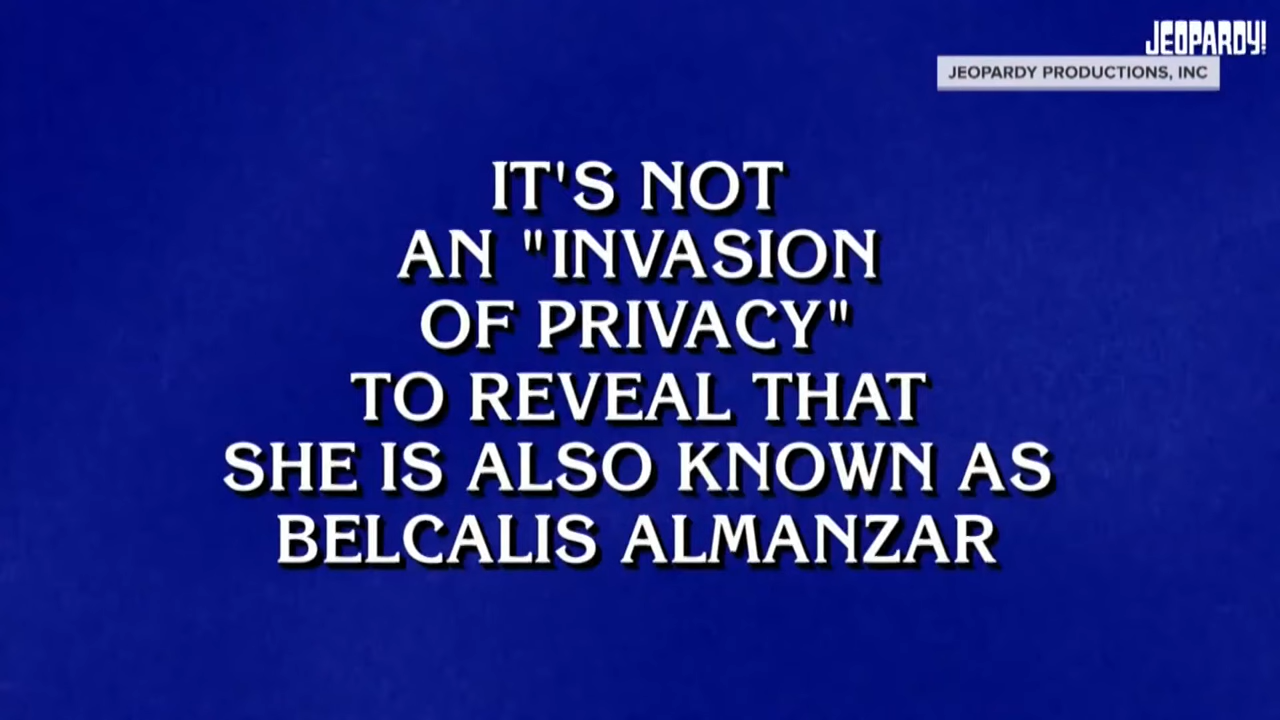 JEOPARDY!
JEOPARDY PRODUCTIONS, INC
IT'S NOT
AN "INVASION
OF PRIVACY"
TO REVEAL THAT
SHE IS ALSO KNOWN AS
BELCALIS ALMANZAR